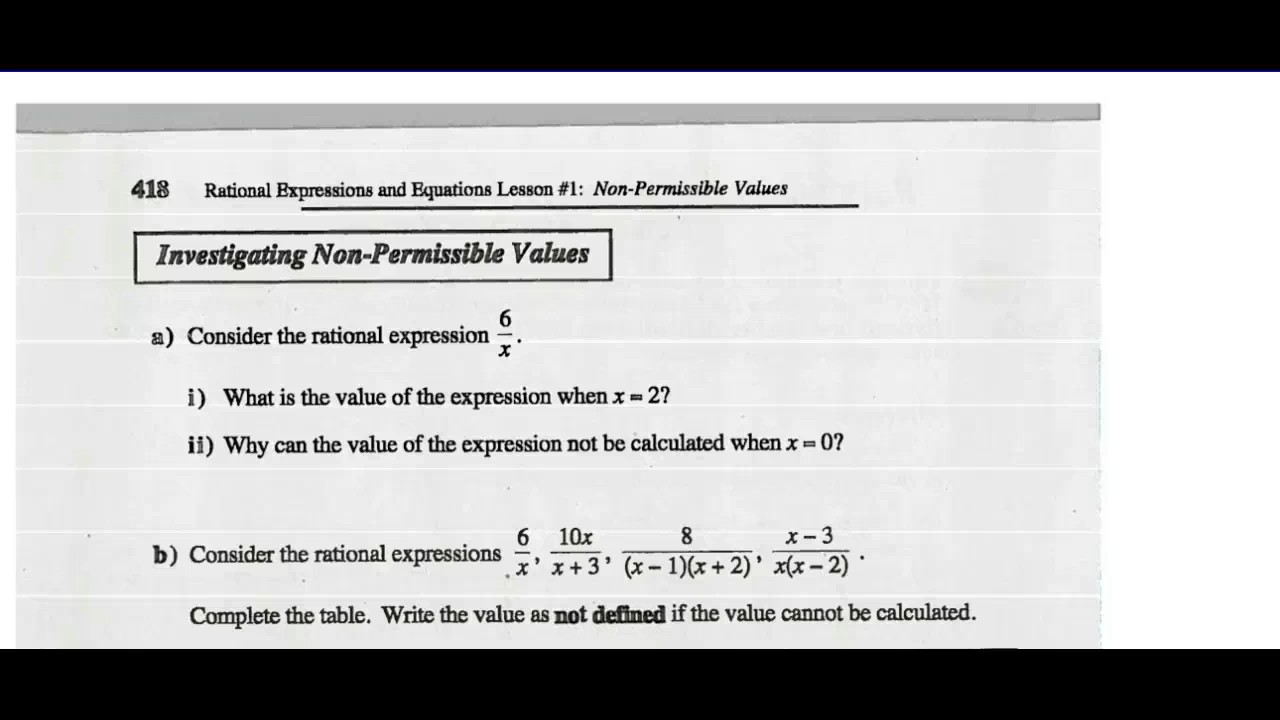 418 Rational Expressions and Equations Lesson #1: Non-Permissible Values
Investigating Non-Permissible Values
a) Consider the rational expression 6/x.
i) What is the value of the expression when x = 2?
ii) Why can the value of the expression not be calculated when x = 0?
b) Consider the rational expressions 6/x, 10x/(x + 3), 8/((x – 1)(x + 2)), (x – 3)/(x(x – 2)).
Complete the table. Write the value as not defined if the value cannot be calculated.